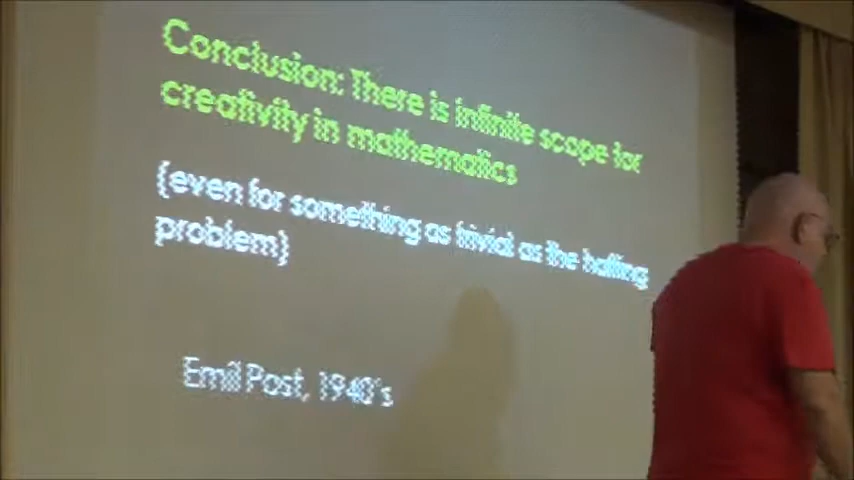 Conclusion: There is infinite scope for
creativity in mathematics
{even for something as trivial as the halting
problem}
Emil Post, 1940's